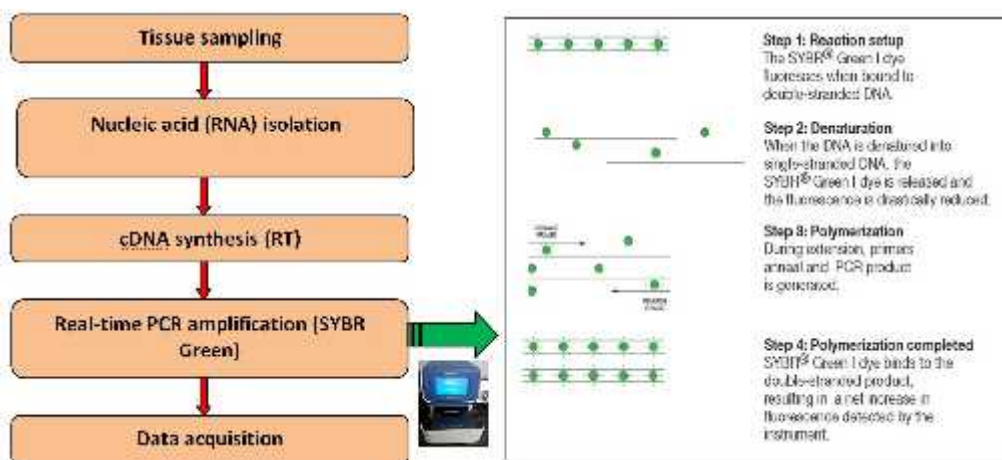 Tissue sampling
Nucleic acid (RNA) isolation
cDNA synthesis (RT)
Real-time PCR amplification (SYBR
Green)
Data acquisition
Step 1: Reaction setup
The SYBR® Green I dye
fluoresces when bound to
double-stranded DNA.
Step 2: Denaturation
When the DNA is denatured into
single-stranded DNA, the
SYBR® Green I dye is released and
the fluorescence is drastically reduced.
Step 3: Polymerization
During extension, primers
anneal and PCR product
is generated.
Step 4: Polymerization completed
SYBR® Green I dye binds to the
double-stranded product,
resulting in a net increase in
fluorescence detected by the
instrument.